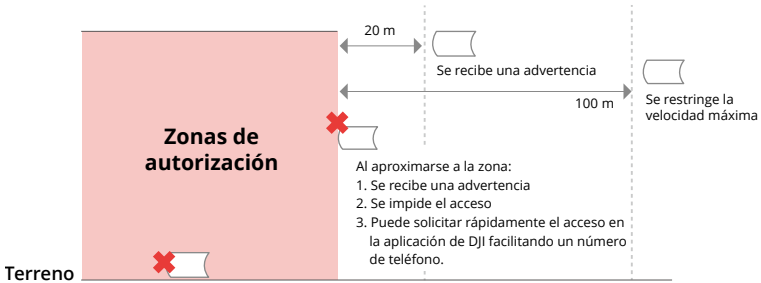 20 m
Se recibe una advertencia
100 m
Se restringe la
velocidad máxima
Zonas de
autorización
Al aproximarse a la zona:
1. Se recibe una advertencia
2. Se impide el acceso
3. Puede solicitar rápidamente el acceso en
la aplicación de DJI facilitando un número
de teléfono.
Terreno